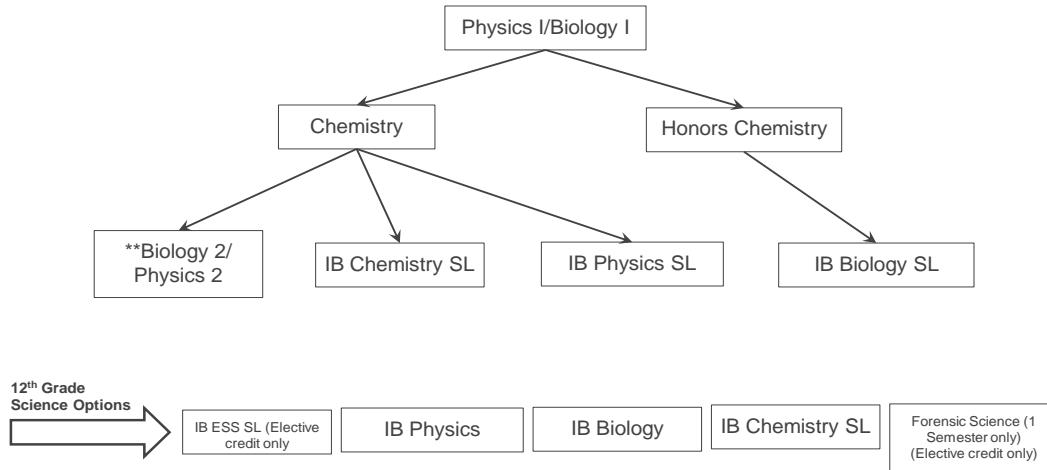 Physics I/Biology I
Chemistry
Honors Chemistry
**Biology 2/
Physics 2
IB Chemistry SL
IB Physics SL
IB Biology SL
12th Grade
Science Options
IB ESS SL (Elective
credit only
IB Physics
IB Biology
IB Chemistry SL
Forensic Science (1
Semester only)
(Elective credit only)